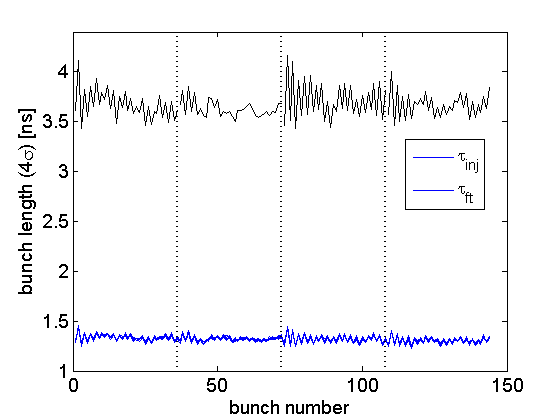 bunch length (4σ) [ns]
4
3.5
3
2.5
2
1.5
1
τinj
τft
0 50 100 150
bunch number